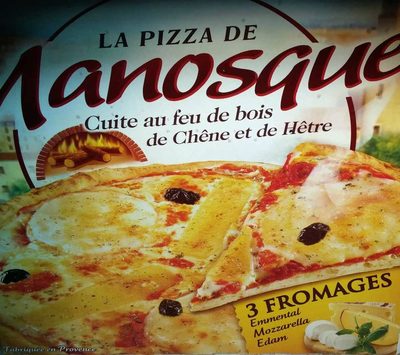 LA PIZZA DE
Manosque
Cuite au feu de bois
de Chêne et de Hêtre
3 FROMAGES
Emmental
Mozzarella
Edam
Fabriquée en Provence